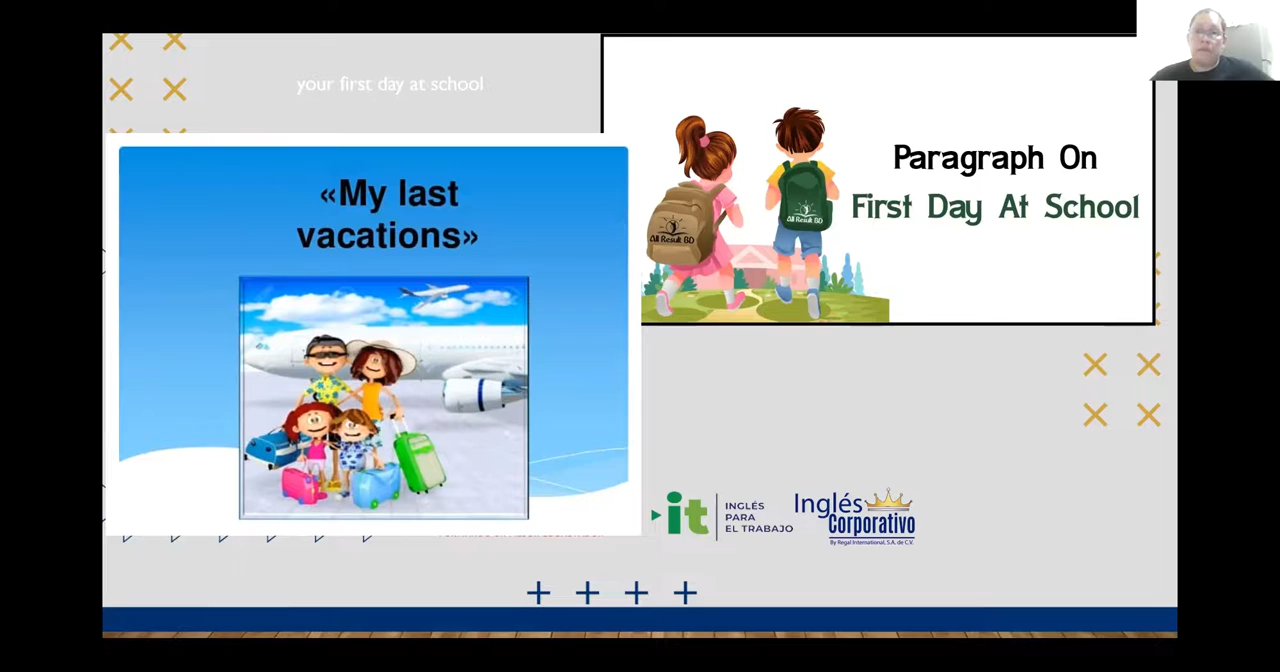 your first day at school
«My last
vacations»
Paragraph On
First Day At School
All Result BD
All Result BD
it
INGLÉS
PARA
EL TRABAJO
Inglés
Corporativo
By Regal International, S.A. de C.V.